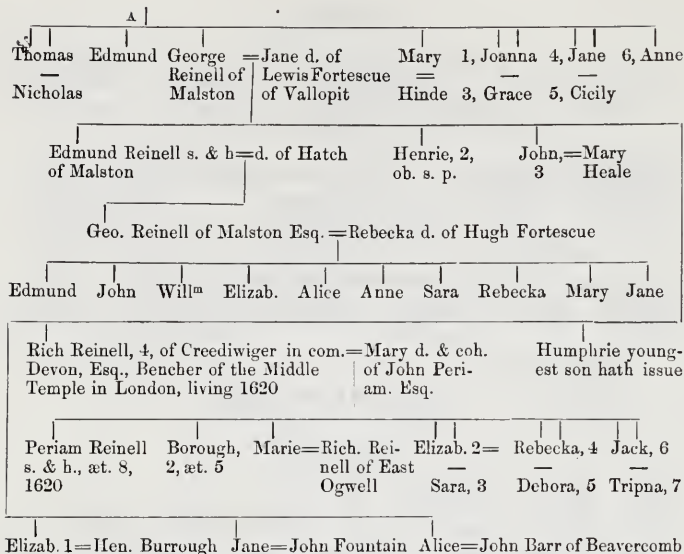 A
Thomas Edmund George =Jane d. of Mary 1, Joanna 4, Jane 6, Anne
— Reinell of Lewis Fortescue = — —
Nicholas Malston of Vallopit Hinde 3, Grace 5, Cicily
Edmund Reinell s. & h=d. of Hatch Henrie, 2, John,=Mary
of Malston ob. s. p. 3 Heale
Geo. Reinell of Malston Esq. =Rebecka d. of Hugh Fortescue
Edmund John Willm Elizab. Alice Anne Sara Rebecka Mary Jane
Rich Reinell, 4, of Creediwiger in com.=Mary d. & coh. Humphrie young-
Devon, Esq., Bencher of the Middle of John Peri- est son hath issue
Temple in London, living 1620 am. Esq.
Periam Reinell Borough, Marie=Rich. Rei- Elizab. 2= Rebecka, 4 Jack, 6
s. & h., æt. 8, 2, æt. 5 nell of East — — —
1620 Ogwell Sara, 3 Debora, 5 Tripna, 7
Elizab. 1=Hen. Burrough Jane=John Fountain Alice=John Barr of Beavercomb